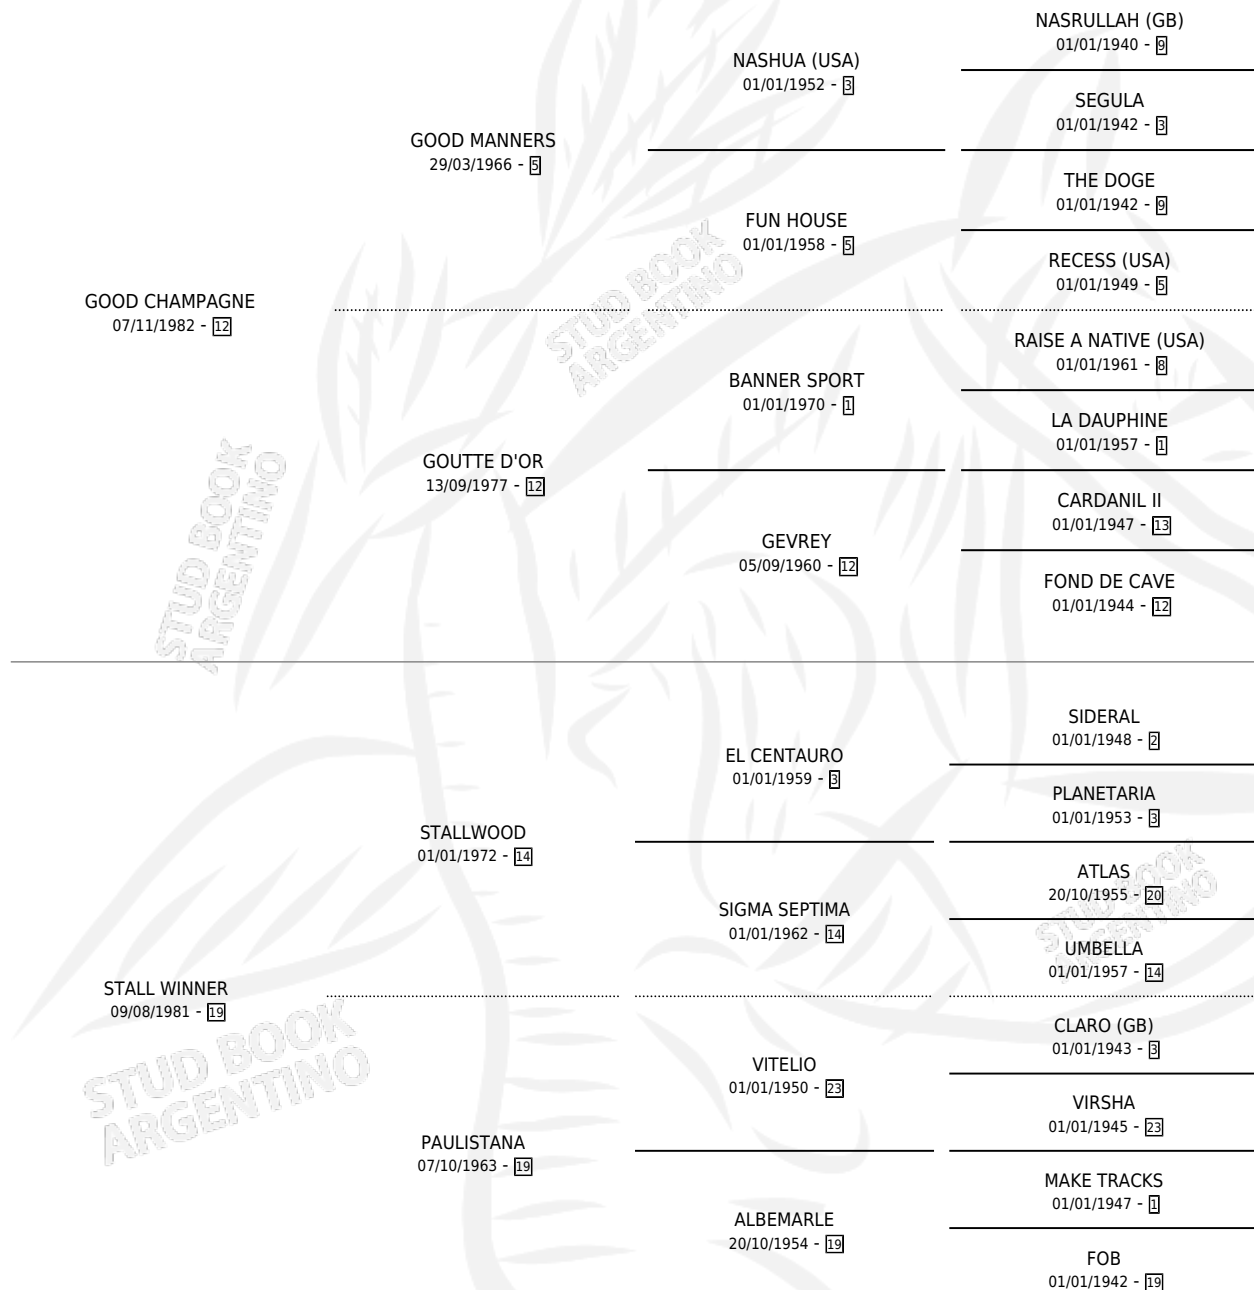 NASRULLAH (GB)
01/01/1940 - 9
NASHUA (USA)
01/01/1952 - 3
SEGULA
01/01/1942 - 3
GOOD MANNERS
29/03/1966 - 5
THE DOGE
01/01/1942 - 9
FUN HOUSE
01/01/1958 - 5
RECESS (USA)
01/01/1949 - 5
GOOD CHAMPAGNE
07/11/1982 - 12
STUD BOOK
ARGENTINO
RAISE A NATIVE (USA)
01/01/1961 - 8
BANNER SPORT
01/01/1970 - 1
LA DAUPHINE
01/01/1957 - 1
GOUTTE D'OR
13/09/1977 - 12
CARDANIL II
01/01/1947 - 13
GEVREY
05/09/1960 - 12
FOND DE CAVE
01/01/1944 - 12
STUD BOOK
ARGENTINO
SIDERAL
01/01/1948 - 2
EL CENTAURO
01/01/1959 - 3
PLANETARIA
01/01/1953 - 3
STALLWOOD
01/01/1972 - 14
ATLAS
20/10/1955 - 20
SIGMA SEPTIMA
01/01/1962 - 14
STUD BOOK
ARGENTINO
UMBELLA
01/01/1957 - 14
STALL WINNER
09/08/1981 - 19
STUD BOOK
ARGENTINO
CLARO (GB)
01/01/1943 - 3
VITELIO
01/01/1950 - 23
VIRSHA
01/01/1945 - 23
PAULISTANA
07/10/1963 - 19
MAKE TRACKS
01/01/1947 - 1
ALBEMARLE
20/10/1954 - 19
FOB
01/01/1942 - 19